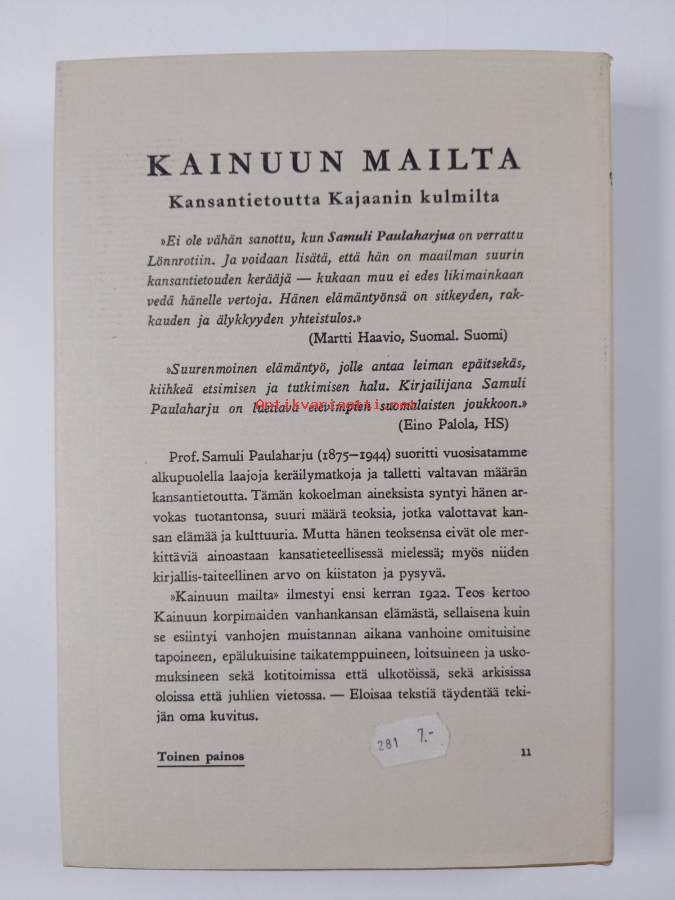 KAINUUN MAILTA
Kansantietoutta Kajaanin kulmilta
»Ei ole vähän sanottu, kun Samuli Paulaharjua on verrattu
Lönnrotiin. Ja voidaan lisätä, että hän on maailman suurin
kansantietouden kerääjä — kukaan muu ei edes likimainkaan
vedä hänelle vertoja. Hänen elämäntyönsä on sitkeyden, rak-
kauden ja älykkyyden yhteistulos.»
(Martti Haavio, Suomal. Suomi)
»Suurenmoinen elämäntyö, jolle antaa leiman epäitsekäs,
kiihkeä etsimisen ja tutkimisen halu. Kirjailijana Samuli
Paulaharju on luettava etevimpien suomalaisten joukkoon.»
Antikvariaatti.net
(Eino Palola, HS)
Prof. Samuli Paulaharju (1875—1944) suoritti vuosisatamme
alkupuolella laajoja keräilymatkoja ja talletti valtavan määrän
kansantietoutta. Tämän kokoelman aineksista syntyi hänen ar-
vokas tuotantonsa, suuri määrä teoksia, jotka valottavat kan-
san elämää ja kulttuuria. Mutta hänen teoksensa eivät ole mer-
kittäviä ainoastaan kansatieteellisessä mielessä; myös niiden
kirjallis-taiteellinen arvo on kiistaton ja pysyvä.
»Kainuun mailta» ilmestyi ensi kerran 1922. Teos kertoo
Kainuun korpimaiden vanhankansan elämästä, sellaisena kuin
se esiintyi vanhojen muistannan aikana vanhoine omituisine
tapoineen, epälukuisine taikatemppuineen, loitsuineen ja usko-
muksineen sekä kotitoimissa että ulkotöissä, sekä arkisissa
oloissa että juhlien vietossa. — Eloisaa tekstiä täydentää teki-
jän oma kuvitus.
281 7.-
Toinen painos 11